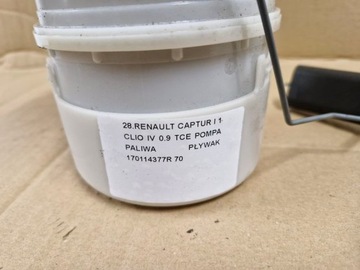 28.RENAULT CAPTUR I 1
CLIO IV 0.9 TCE POMPA
PALIWA PŁYWAK
170114377R 70